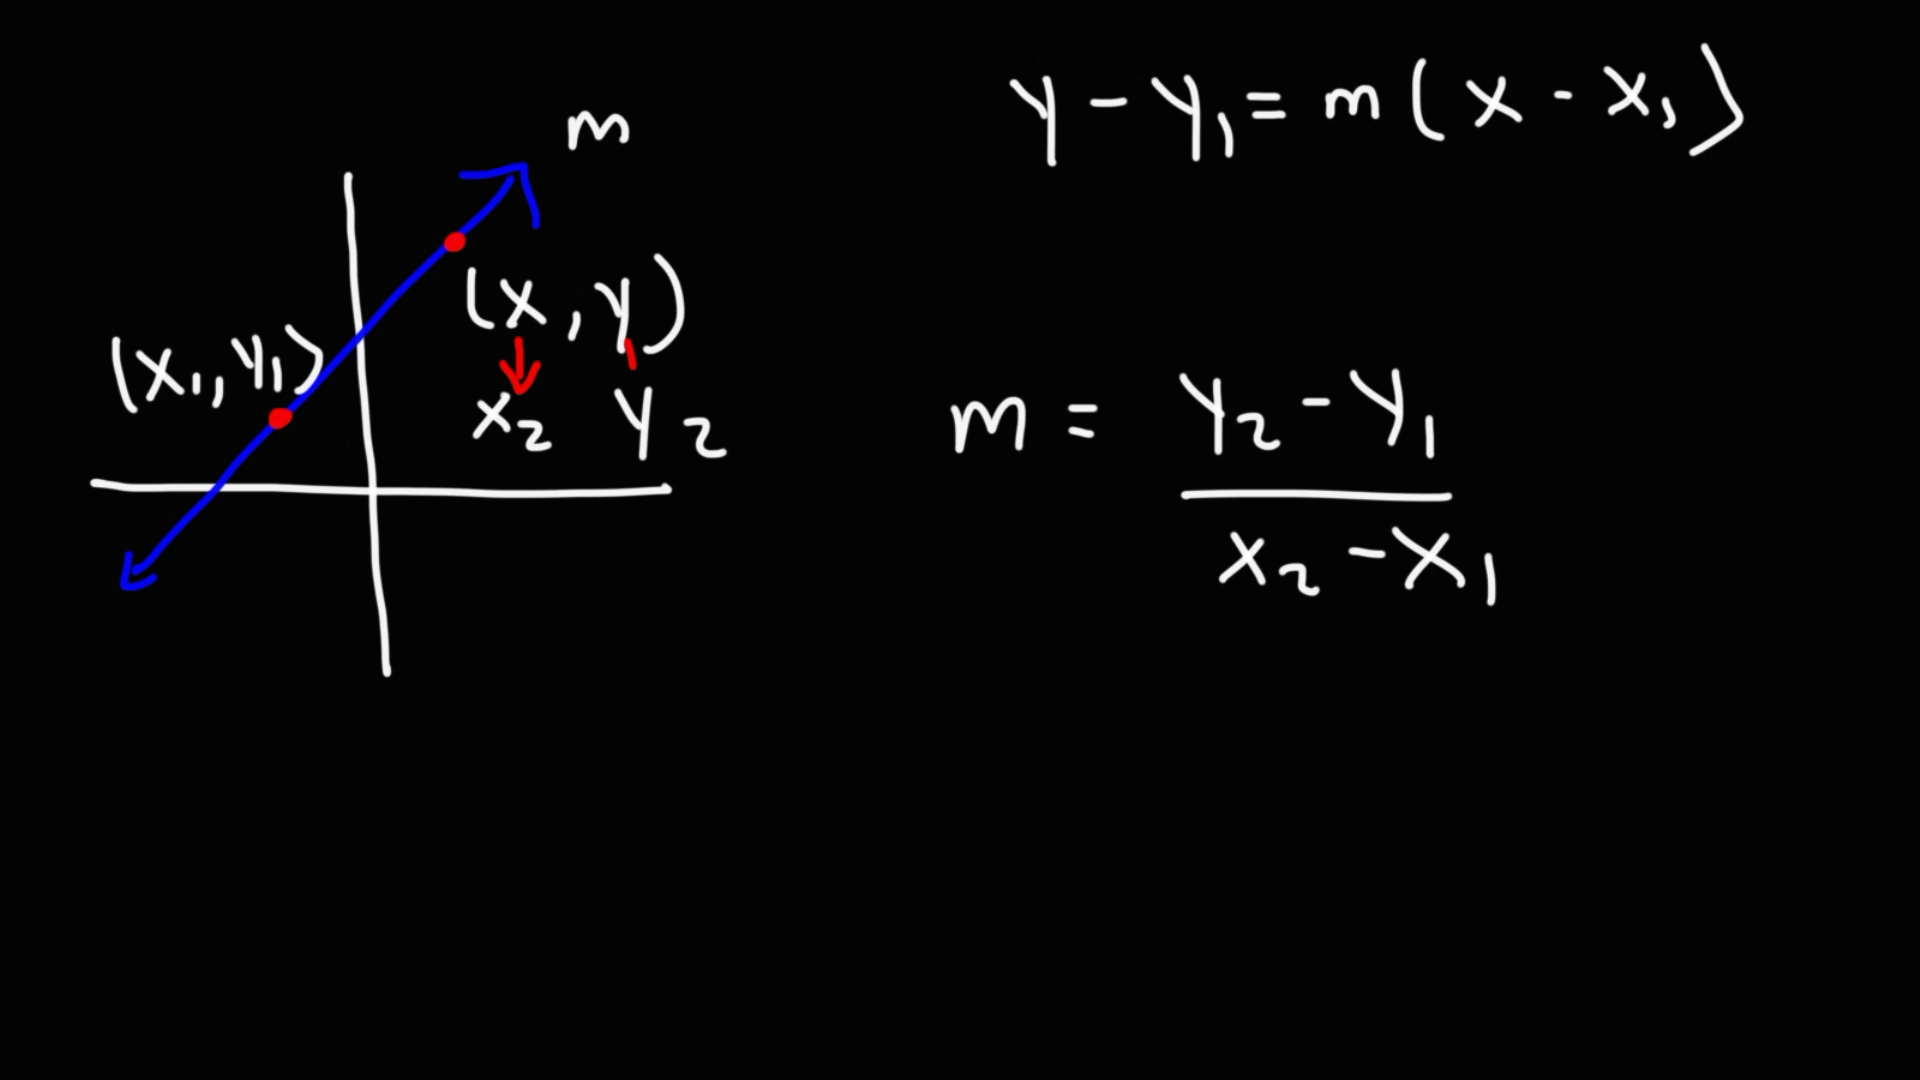 m
y - y₁ = m(x - x₁)
(x, y)
(x₁, y₁)
x₂ y₂
m = y₂ - y₁
x₂ - x₁